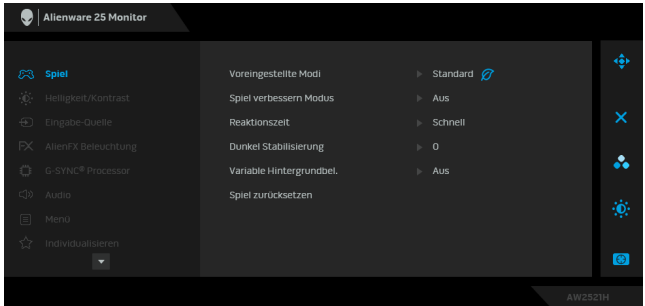 Alienware 25 Monitor
Spiel
Helligkeit/Kontrast
Eingabe-Quelle
FX AlienFX Beleuchtung
G-SYNC® Processor
Audio
Menü
Individualisieren
Voreingestellte Modi Standard
Spiel verbessern Modus Aus
Reaktionszeit Schnell
Dunkel Stabilisierung 0
Variable Hintergrundbel. Aus
Spiel zurücksetzen
AW2521H